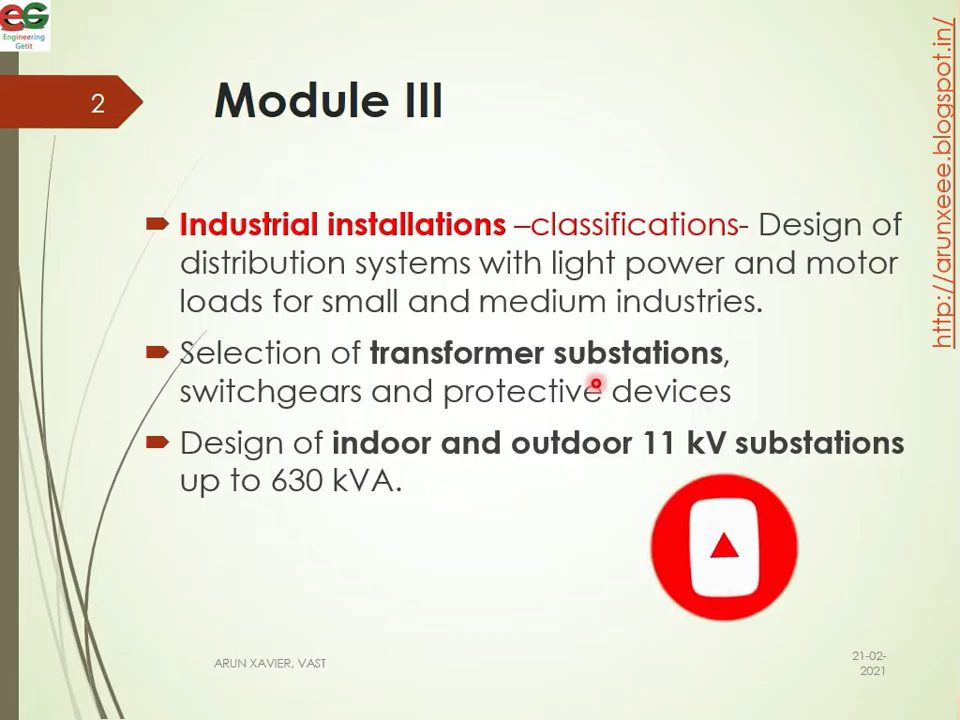 EG
Engineering
Getit
2
Module III
http://arunxeee.blogspot.in/
Industrial installations –classifications- Design of
distribution systems with light power and motor
loads for small and medium industries.
Selection of transformer substations,
switchgears and protective devices
Design of indoor and outdoor 11 kV substations
up to 630 kVA.
ARUN XAVIER, VAST
21-02-
2021